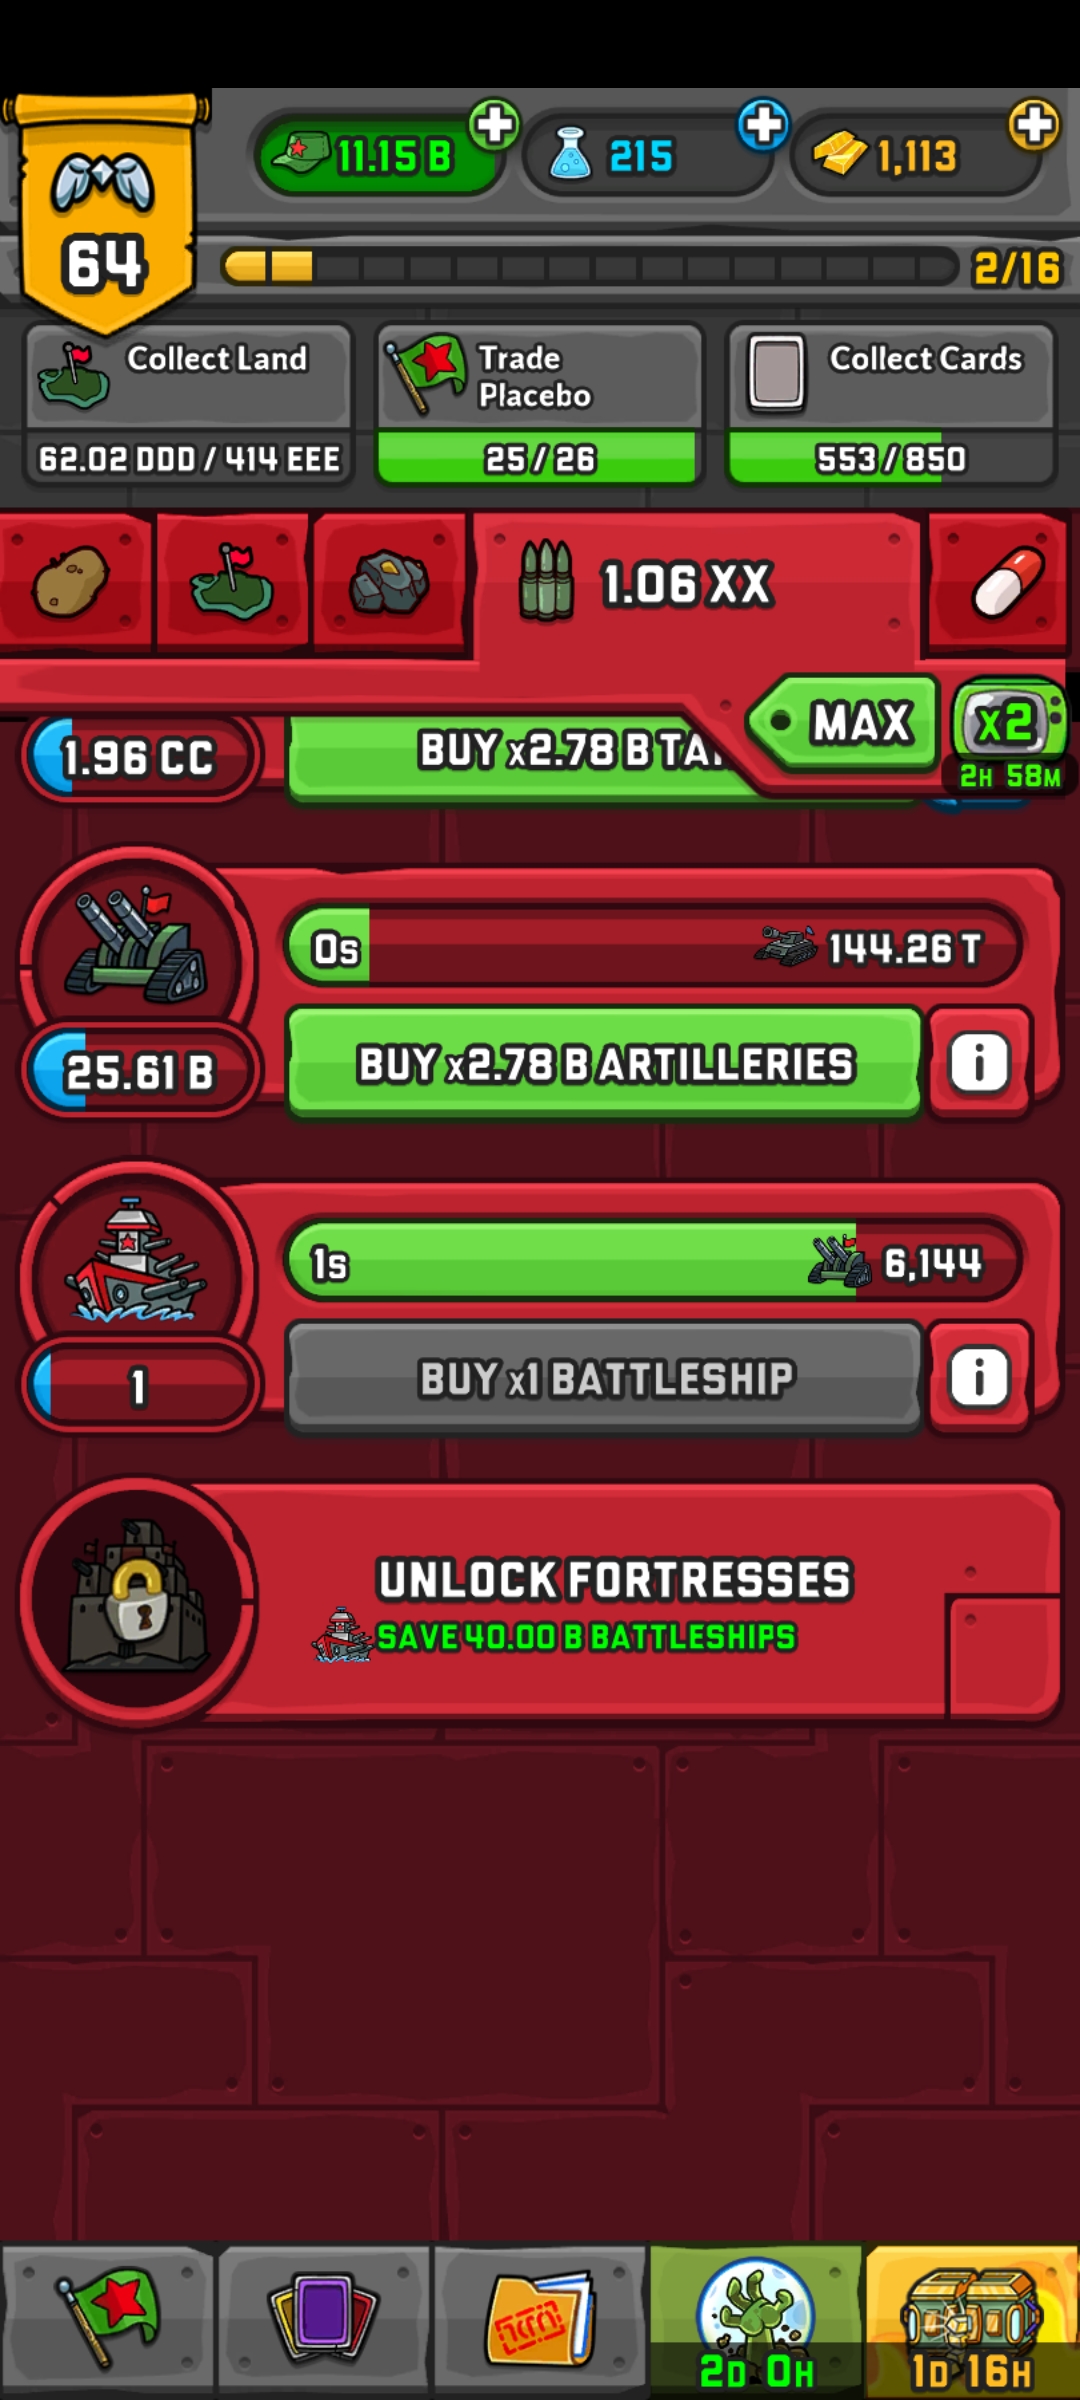 11.15 B
215
1,113
64
2/16
Collect Land
Trade
Placebo
Collect Cards
62.02 DDD / 414 EEE
25 / 26
553 / 850
1.06 XX
MAX
x2
2H 58M
1.96 CC
BUY x2.78 B TA
0s
144.26 T
25.61 B
BUY x2.78 B ARTILLERIES
i
1s
6,144
1
BUY x1 BATTLESHIP
i
UNLOCK FORTRESSES
SAVE 40.00 B BATTLESHIPS
2D 0H
1D 16H